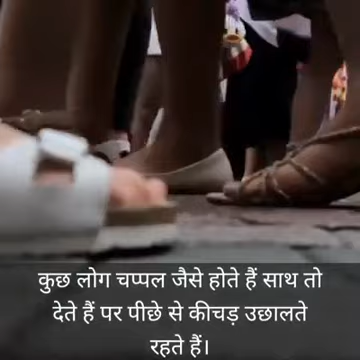 कुछ लोग चप्पल जैसे होते हैं साथ तो
देते हैं पर पीछे से कीचड़ उछालते
रहते हैं।